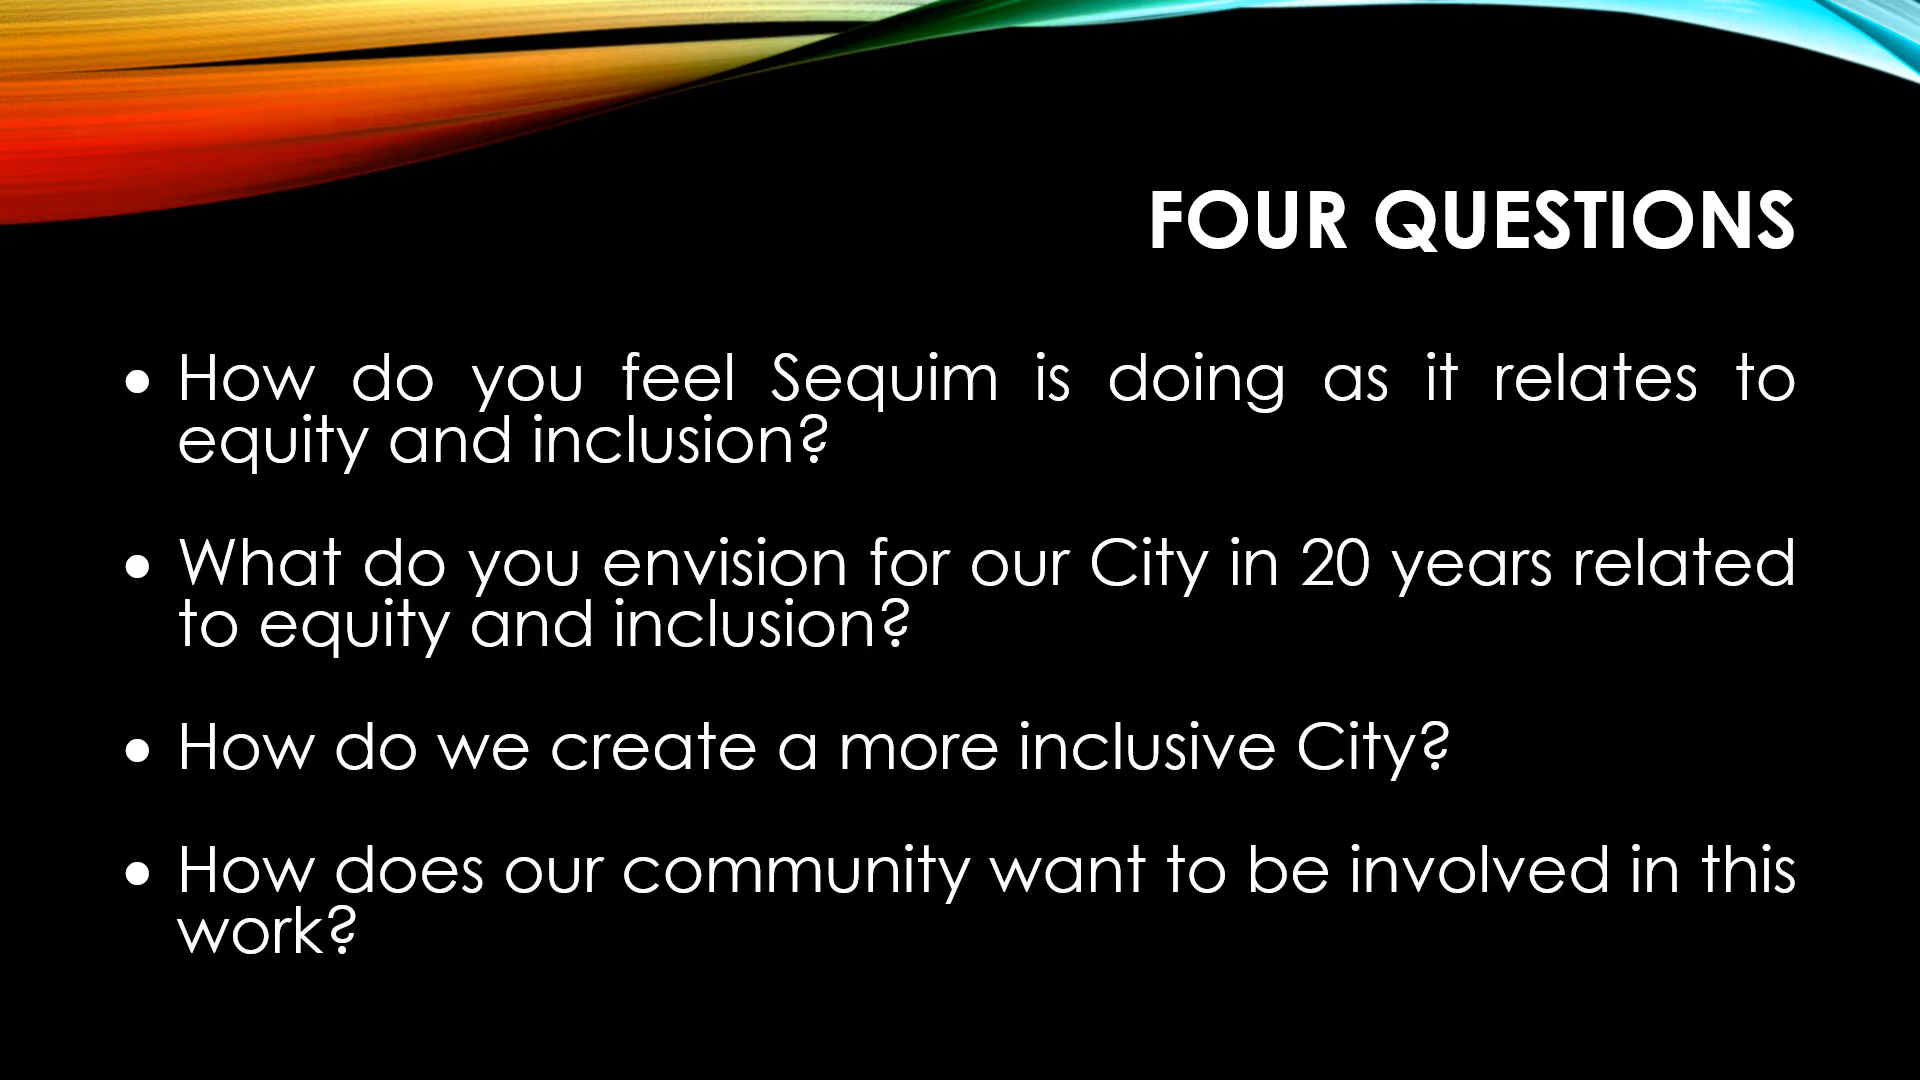 FOUR QUESTIONS
• How do you feel Sequim is doing as it relates to
equity and inclusion?
• What do you envision for our City in 20 years related
to equity and inclusion?
• How do we create a more inclusive City?
• How does our community want to be involved in this
work?